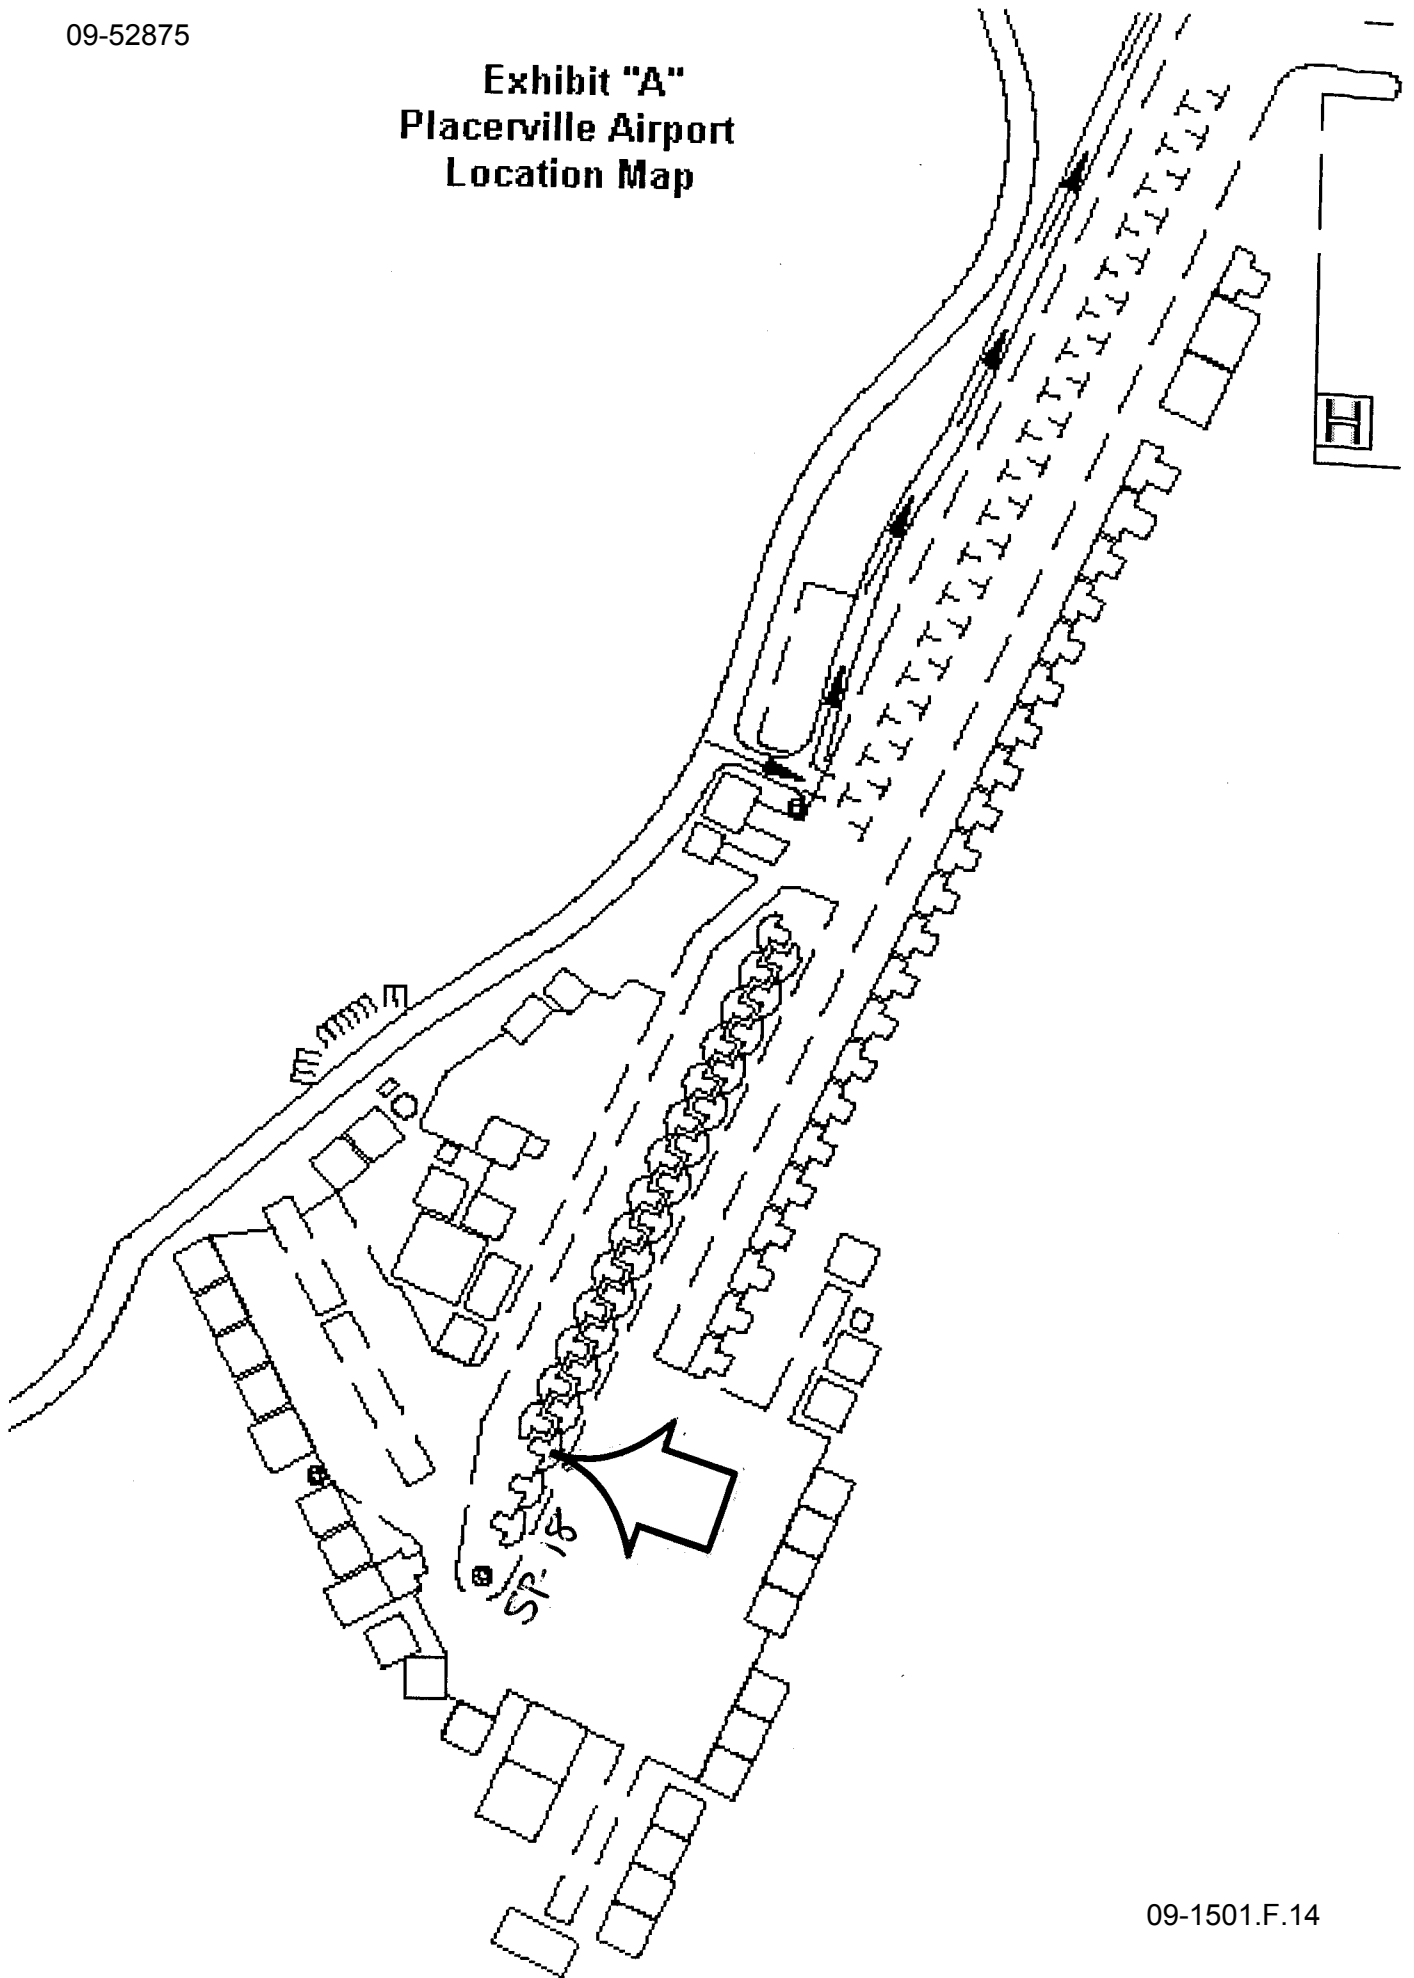 09-52875
Exhibit "A"
Placerville Airport
Location Map
H
SP-18
09-1501.F.14